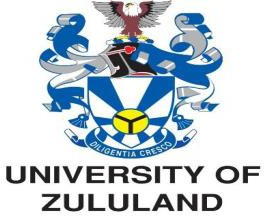 DILIGENTIA CRESCO
UNIVERSITY OF
ZULULAND